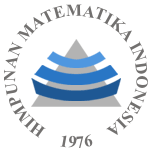 HIMPUNAN MATEMATIKA INDONESIA
1976